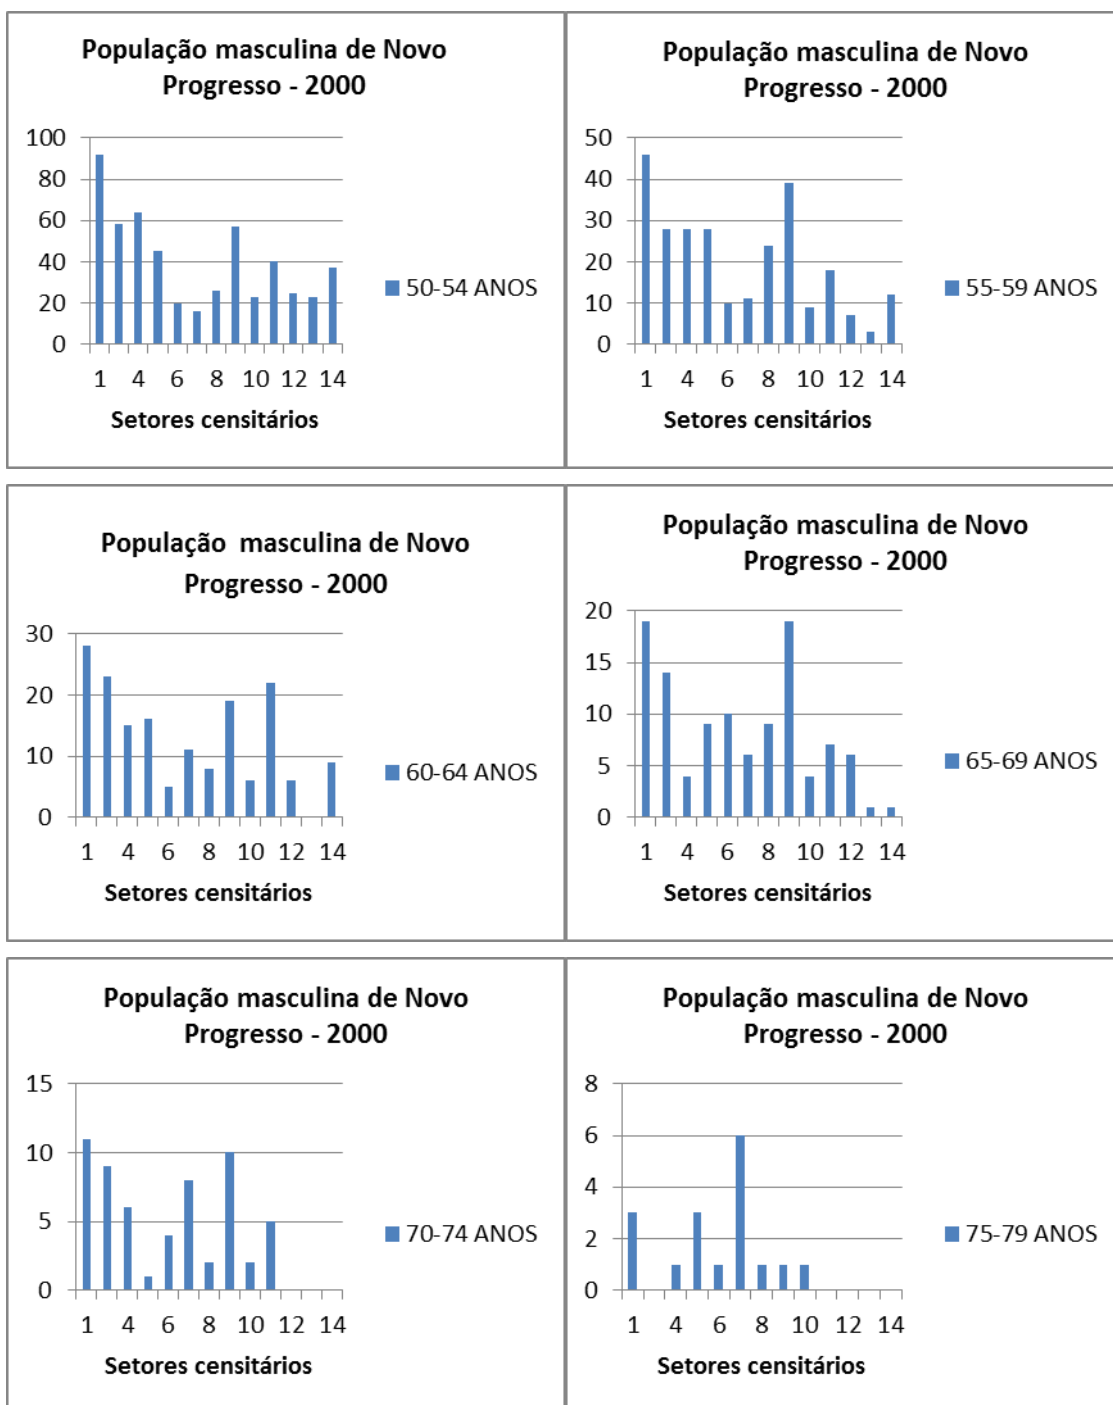 População masculina de Novo
Progresso - 2000
100
80
60
40
20
0
50-54 ANOS
1 4 6 8 10 12 14
Setores censitários
População masculina de Novo
Progresso - 2000
50
40
30
20
10
0
55-59 ANOS
1 4 6 8 10 12 14
Setores censitários
População masculina de Novo
Progresso - 2000
30
20
10
0
60-64 ANOS
1 4 6 8 10 12 14
Setores censitários
População masculina de Novo
Progresso - 2000
20
15
10
5
0
65-69 ANOS
1 4 6 8 10 12 14
Setores censitários
População masculina de Novo
Progresso - 2000
15
10
5
0
70-74 ANOS
1 4 6 8 10 12 14
Setores censitários
População masculina de Novo
Progresso - 2000
8
6
4
2
0
75-79 ANOS
1 4 6 8 10 12 14
Setores censitários